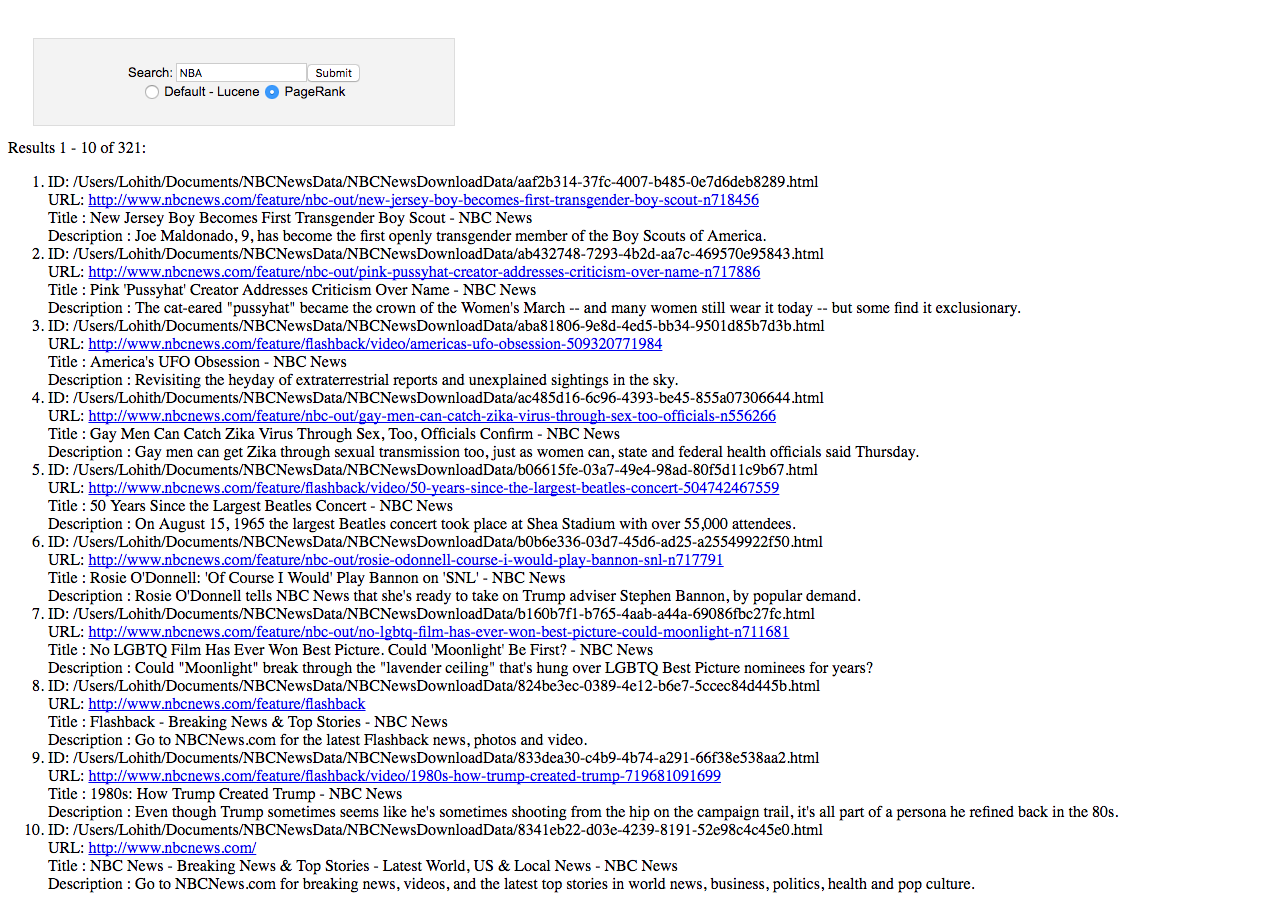 Search: NBA Submit
Default - Lucene PageRank
Results 1 - 10 of 321:
1. ID: /Users/Lohith/Documents/NBCNewsData/NBCNewsDownloadData/aaf2b314-37fc-4007-b485-0e7d6deb8289.html
URL: http://www.nbcnews.com/feature/nbc-out/new-jersey-boy-becomes-first-transgender-boy-scout-n718456
Title : New Jersey Boy Becomes First Transgender Boy Scout - NBC News
Description : Joe Maldonado, 9, has become the first openly transgender member of the Boy Scouts of America.
2. ID: /Users/Lohith/Documents/NBCNewsData/NBCNewsDownloadData/ab432748-7293-4b2d-aa7c-469570e95843.html
URL: http://www.nbcnews.com/feature/nbc-out/pink-pussyhat-creator-addresses-criticism-over-name-n717886
Title : Pink 'Pussyhat' Creator Addresses Criticism Over Name - NBC News
Description : The cat-eared "pussyhat" became the crown of the Women's March -- and many women still wear it today -- but some find it exclusionary.
3. ID: /Users/Lohith/Documents/NBCNewsData/NBCNewsDownloadData/aba81806-9e8d-4ed5-bb34-9501d85b7d3b.html
URL: http://www.nbcnews.com/feature/flashback/video/americas-ufo-obsession-509320771984
Title : America's UFO Obsession - NBC News
Description : Revisiting the heyday of extraterrestrial reports and unexplained sightings in the sky.
4. ID: /Users/Lohith/Documents/NBCNewsData/NBCNewsDownloadData/ac485d16-6c96-4393-be45-855a07306644.html
URL: http://www.nbcnews.com/feature/nbc-out/gay-men-can-catch-zika-virus-through-sex-too-officials-n556266
Title : Gay Men Can Catch Zika Virus Through Sex, Too, Officials Confirm - NBC News
Description : Gay men can get Zika through sexual transmission too, just as women can, state and federal health officials said Thursday.
5. ID: /Users/Lohith/Documents/NBCNewsData/NBCNewsDownloadData/b06615fe-03a7-49e4-98ad-80f5d11c9b67.html
URL: http://www.nbcnews.com/feature/flashback/video/50-years-since-the-largest-beatles-concert-504742467559
Title : 50 Years Since the Largest Beatles Concert - NBC News
Description : On August 15, 1965 the largest Beatles concert took place at Shea Stadium with over 55,000 attendees.
6. ID: /Users/Lohith/Documents/NBCNewsData/NBCNewsDownloadData/b0b6e336-03d7-45d6-ad25-a25549922f50.html
URL: http://www.nbcnews.com/feature/nbc-out/rosie-odonnell-course-i-would-play-bannon-snl-n717791
Title : Rosie O'Donnell: 'Of Course I Would' Play Bannon on 'SNL' - NBC News
Description : Rosie O'Donnell tells NBC News that she's ready to take on Trump adviser Stephen Bannon, by popular demand.
7. ID: /Users/Lohith/Documents/NBCNewsData/NBCNewsDownloadData/b160b7f1-b765-4aab-a44a-69086fbc27fc.html
URL: http://www.nbcnews.com/feature/nbc-out/no-lgbtq-film-has-ever-won-best-picture-could-moonlight-n711681
Title : No LGBTQ Film Has Ever Won Best Picture. Could 'Moonlight' Be First? - NBC News
Description : Could "Moonlight" break through the "lavender ceiling" that's hung over LGBTQ Best Picture nominees for years?
8. ID: /Users/Lohith/Documents/NBCNewsData/NBCNewsDownloadData/824be3ec-0389-4e12-b6e7-5ccec84d445b.html
URL: http://www.nbcnews.com/feature/flashback
Title : Flashback - Breaking News & Top Stories - NBC News
Description : Go to NBCNews.com for the latest Flashback news, photos and video.
9. ID: /Users/Lohith/Documents/NBCNewsData/NBCNewsDownloadData/833dea30-c4b9-4b74-a291-66f38e538aa2.html
URL: http://www.nbcnews.com/feature/flashback/video/1980s-how-trump-created-trump-719681091699
Title : 1980s: How Trump Created Trump - NBC News
Description : Even though Trump sometimes seems like he's sometimes shooting from the hip on the campaign trail, it's all part of a persona he refined back in the 80s.
10. ID: /Users/Lohith/Documents/NBCNewsData/NBCNewsDownloadData/8341eb22-d03e-4239-8191-52e98c4c45e0.html
URL: http://www.nbcnews.com/
Title : NBC News - Breaking News & Top Stories - Latest World, US & Local News - NBC News
Description : Go to NBCNews.com for breaking news, videos, and the latest top stories in world news, business, politics, health and pop culture.